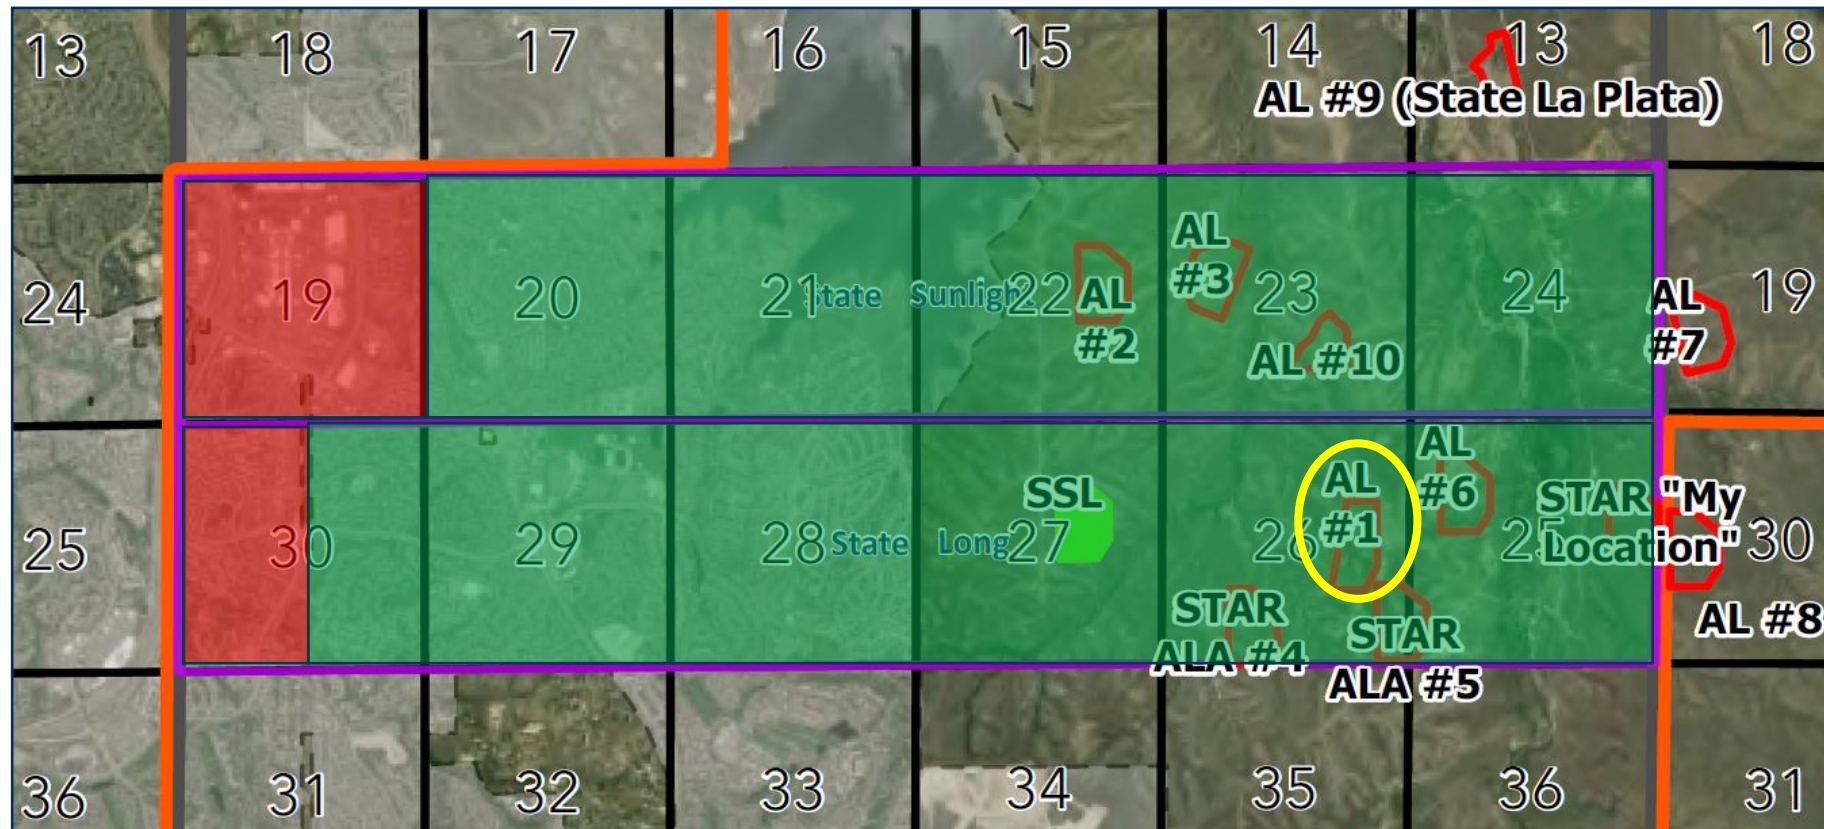 13 18 17 16 15 14 13 18
AL #9 (State La Plata)
24 19 20 21 State Sunlight 22 23 24 19
AL
#2
AL
#3
AL #10
AL
#7
25 30 29 28 State Long 27 26 25 30
SSL
AL
#1
AL
#6
STAR "My
Location"
AL #8
STAR
ALA #4
STAR
ALA #5
36 31 32 33 34 35 36 31